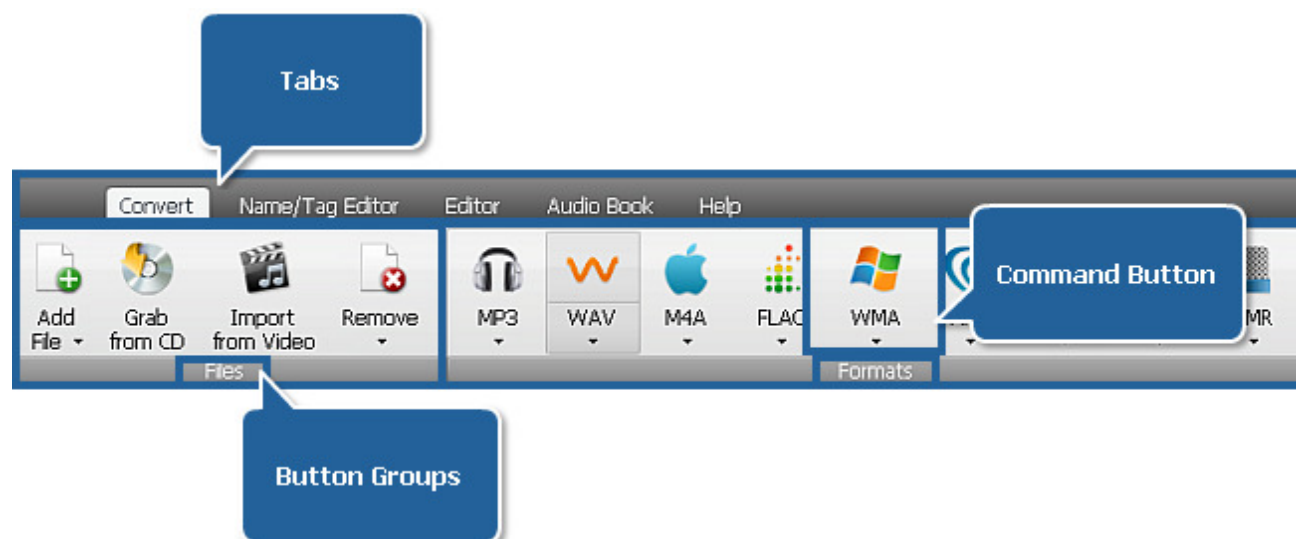 Tabs
Convert Name/Tag Editor Editor Audio Book Help
Command Button
Add File Grab from CD Import from Video Remove MP3 WAV M4A FLAC WMA MR
Files Formats
Button Groups